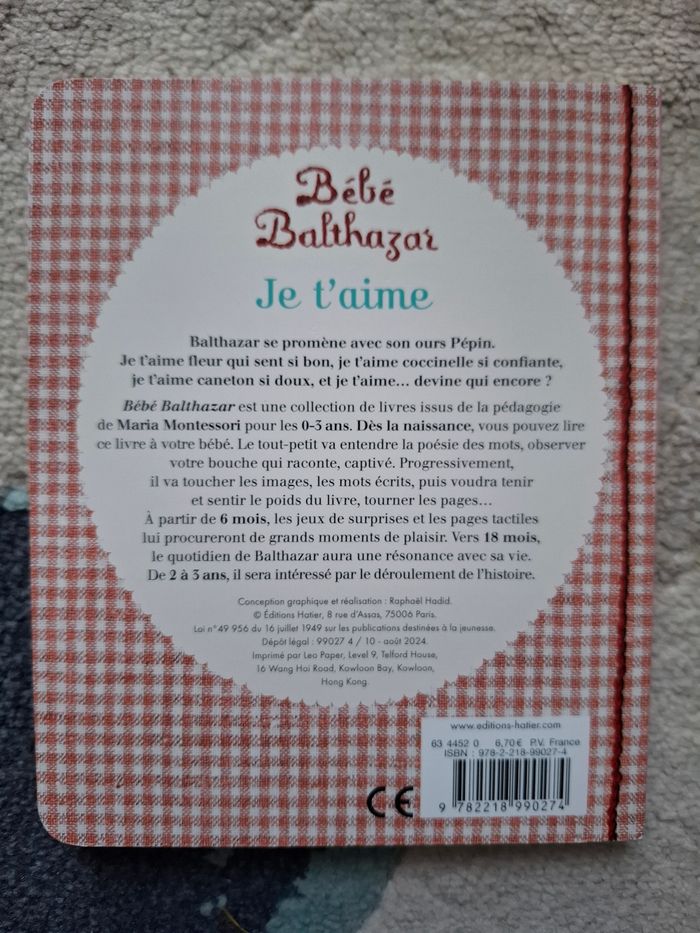 Bébé
Balthazar
Je t'aime
Balthazar se promène avec son ours Pépin.
Je t'aime fleur qui sent si bon, je t'aime coccinelle si confiante,
je t'aime caneton si doux, et je t'aime... devine qui encore ?
Bébé Balthazar est une collection de livres issus de la pédagogie
de Maria Montessori pour les 0-3 ans. Dès la naissance, vous pouvez lire
ce livre à votre bébé. Le tout-petit va entendre la poésie des mots, observer
votre bouche qui raconte, captivé. Progressivement,
il va toucher les images, les mots écrits, puis voudra tenir
et sentir le poids du livre, tourner les pages...
À partir de 6 mois, les jeux de surprises et les pages tactiles
lui procureront de grands moments de plaisir. Vers 18 mois,
le quotidien de Balthazar aura une résonance avec sa vie.
De 2 à 3 ans, il sera intéressé par le déroulement de l'histoire.
Conception graphique et réalisation : Raphaël Hadid.
© Éditions Hatier, 8 rue d'Assas, 75006 Paris.
Loi n°49 956 du 16 juillet 1949 sur les publications destinées à la jeunesse.
Dépôt légal : 99027 4 / 10 - août 2024.
Imprimé par Leo Paper, Level 9, Telford House,
16 Wang Hoi Road, Kowloon Bay, Kowloon,
Hong Kong.
www.editions-hatier.com
63 4452 0 6,70 € P.V. France
ISBN : 978-2-218-99027-4
CE
9 782218 990274